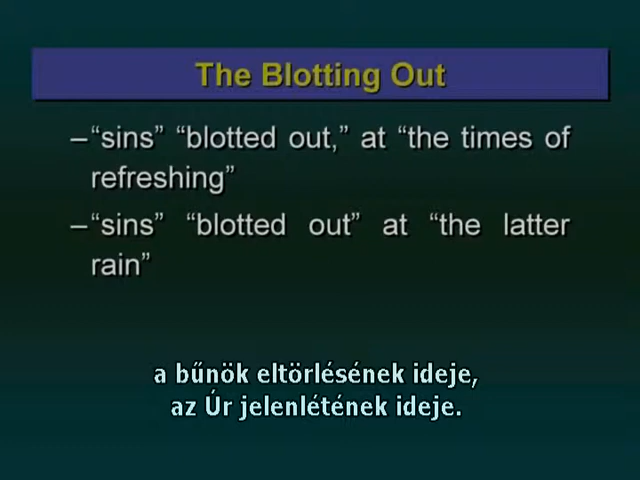 The Blotting Out
–“sins” “blotted out,” at “the times of
refreshing”
–“sins” “blotted out” at “the latter
rain”
a bűnök eltörlésének ideje,
az Úr jelenlétének ideje.